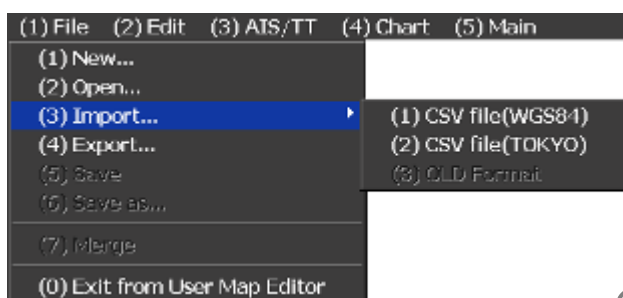 (1) File (2) Edit (3) AIS/TT (4) Chart (5) Main
(1) New...
(2) Open...
(3) Import...
(1) CSV file(WGS84)
(4) Export...
(2) CSV file(TOKYO)
(5) Save
(3) OLD Format
(6) Save as...
(7) Merge
(0) Exit from User Map Editor